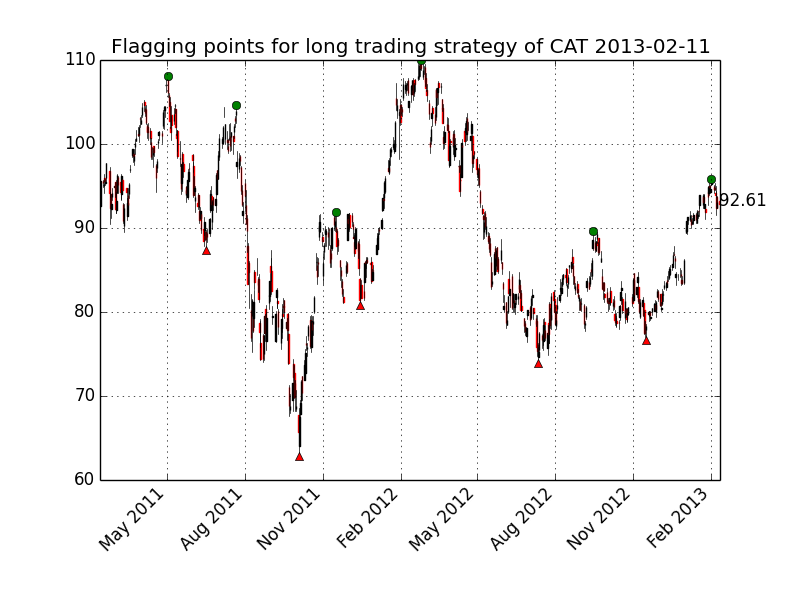 Flagging points for long trading strategy of CAT 2013-02-11
110
100
90
80
70
60
92.61
May 2011
Aug 2011
Nov 2011
Feb 2012
May 2012
Aug 2012
Nov 2012
Feb 2013